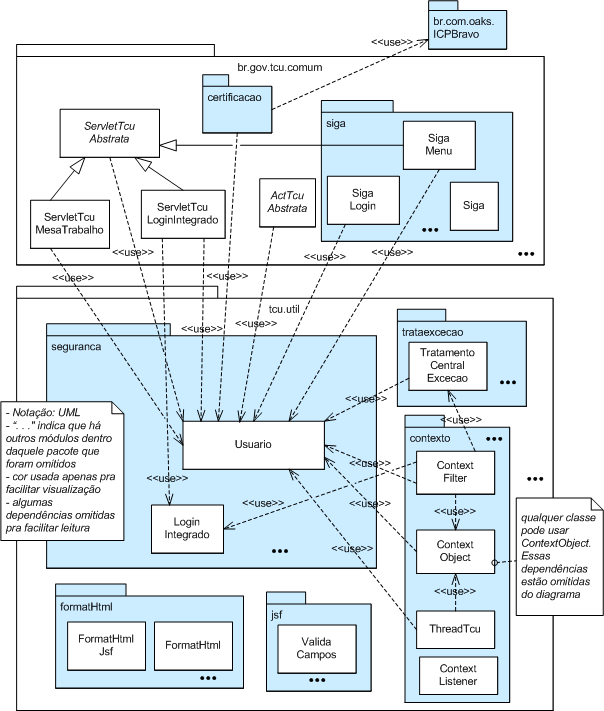 br.com.oaks.
ICPBravo
<<use>>
br.gov.tcu.comum
certificacao
ServletTcu
Abstrata
siga
Siga
Menu
ServletTcu
MesaTrabalho
ServletTcu
LoginIntegrado
ActTcu
Abstrata
Siga
Login
Siga
...
...
<<use>>
<<use>>
<<use>>
<<use>>
<<use>>
<<use>>
<<use>>
<<use>>
tcu.util
seguranca
trataexcecao
Tratamento
Central
Excecao
...
<<use>>
- Notação: UML
- “. . .” indica que há
outros módulos dentro
daquele pacote que
foram omitidos
- cor usada apenas pra
facilitar visualização
- algumas
dependências omitidas
pra facilitar leitura
Usuario
<<use>>
contexto
...
Context
Filter
<<use>>
...
<<use>>
<<use>>
Login
Integrado
...
Context
Object
qualquer classe
pode usar
ContextObject.
Essas
dependências
estão omitidas
do diagrama
<<use>>
<<use>>
formatHtml
FormatHtml
Jsf
FormatHtml
...
jsf
Valida
Campos
...
ThreadTcu
Context
Listener